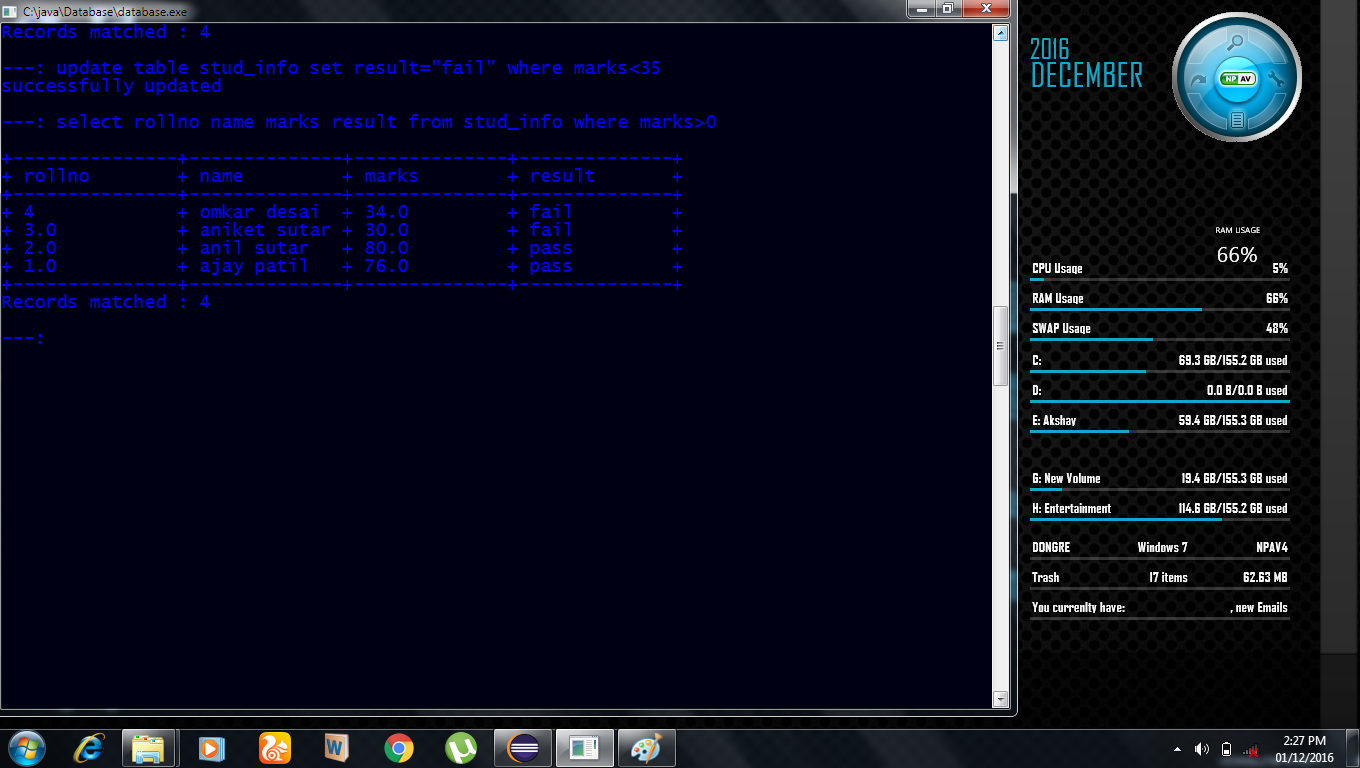 C:\java\Database\database.exe
Records matched : 4
---: update table stud_info set result="fail" where marks<35
successfully updated
---: select rollno name marks result from stud_info where marks>0
+---------------+--------------+--------------+--------------+
+ rollno + name + marks + result +
+---------------+--------------+--------------+--------------+
+ 4 + omkar desai + 34.0 + fail +
+ 3.0 + aniket sutar + 30.0 + fail +
+ 2.0 + anil sutar + 80.0 + pass +
+ 1.0 + ajay patil + 76.0 + pass +
+---------------+--------------+--------------+--------------+
Records matched : 4
---:
2016
DECEMBER
NP AV
RAM USAGE
66%
CPU Usage 5%
RAM Usage 66%
SWAP Usage 48%
C: 69.3 GB/155.2 GB used
D: 0.0 B/0.0 B used
E: Akshay 59.4 GB/155.3 GB used
G: New Volume 19.4 GB/155.3 GB used
H: Entertainment 114.6 GB/155.2 GB used
DONGRE Windows 7 NPAV4
Trash 17 items 62.63 MB
You currenlty have: , new Emails
2:27 PM
01/12/2016